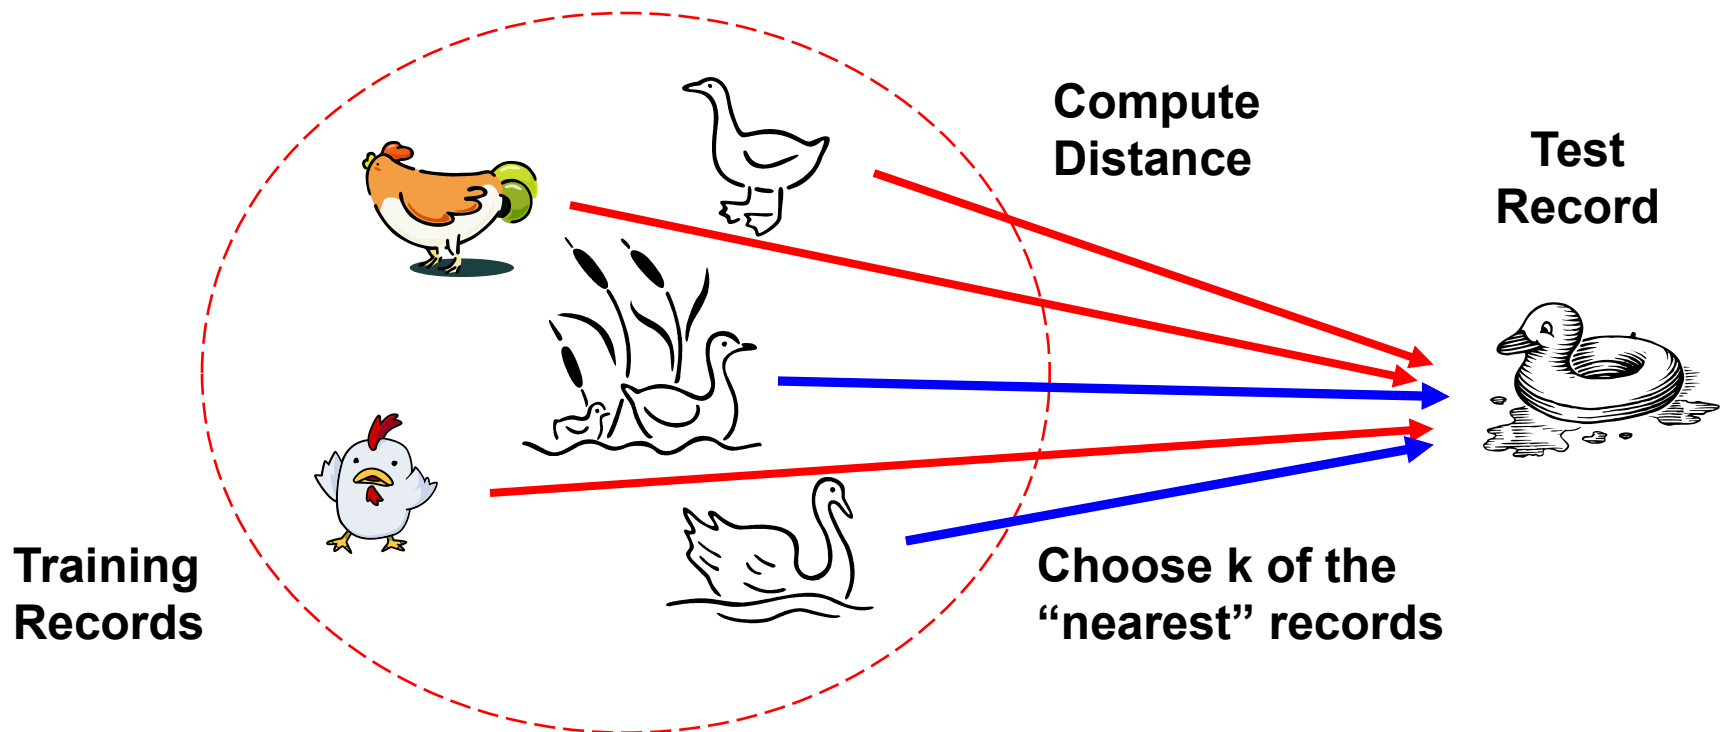 Compute
Distance
Test
Record
Training
Records
Choose k of the
“nearest” records